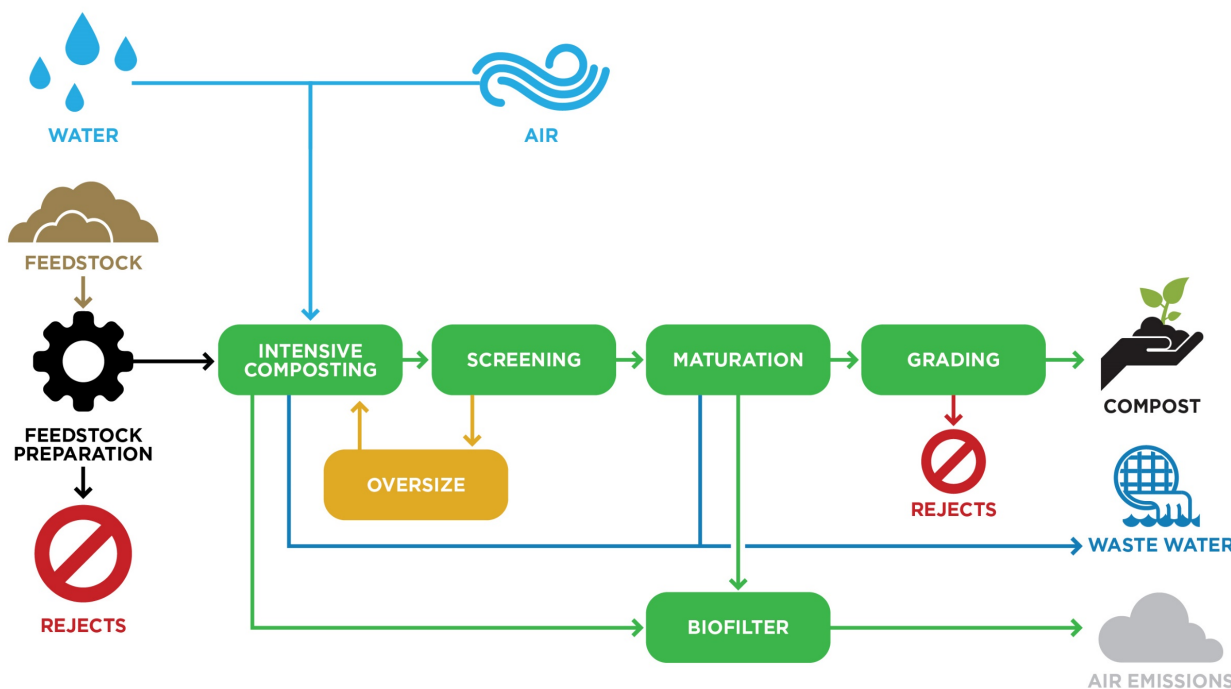 WATER
AIR
FEEDSTOCK
INTENSIVE
COMPOSTING
SCREENING
MATURATION
GRADING
COMPOST
FEEDSTOCK
PREPARATION
OVERSIZE
REJECTS
WASTE WATER
REJECTS
BIOFILTER
AIR EMISSIONS